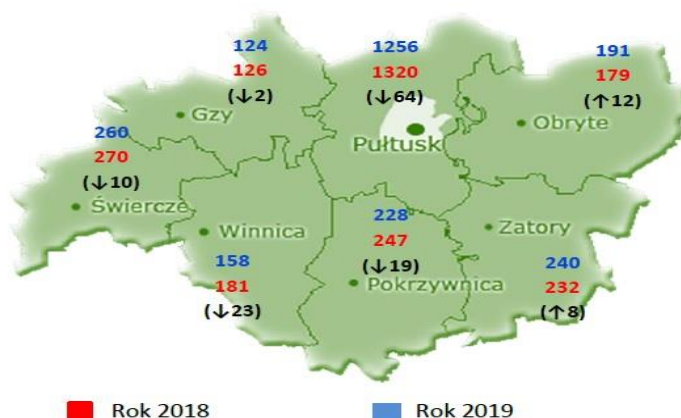 124
126
(↓2)
Gzy
1256
1320
(↓64)
Pułtusk
191
179
(↑12)
Obryte
260
270
(↓10)
Świercze
Winnica
158
181
(↓23)
228
247
(↓19)
Pokrzywnica
Zatory
240
232
(↑8)
Rok 2018
Rok 2019